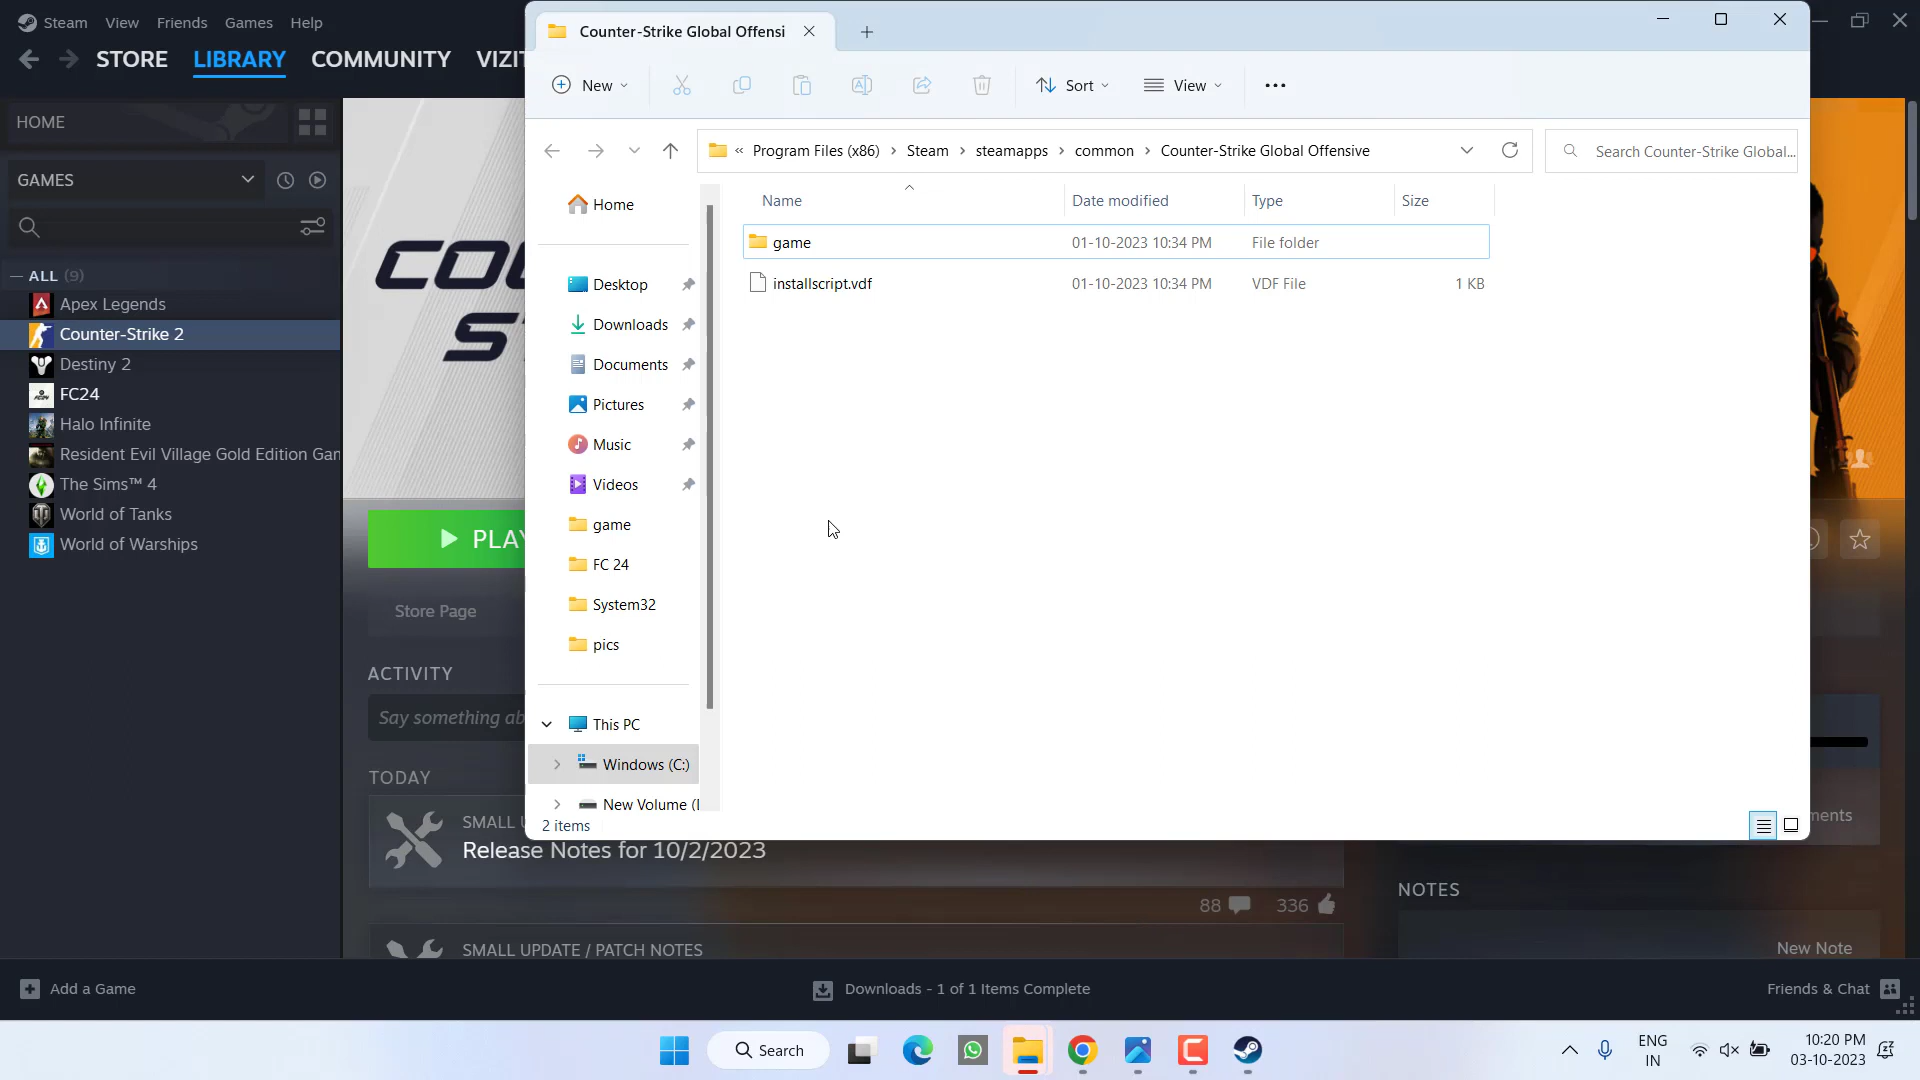 Steam View Friends Games Help
STORE LIBRARY COMMUNITY
HOME
GAMES
ALL (9)
Apex Legends
Counter-Strike 2
Destiny 2
FC24
Halo Infinite
Resident Evil Village Gold Edition
The Sims™ 4
World of Tanks
World of Warships
Store Page
ACTIVITY
Say something
TODAY
SMALL
Release Notes for 10/2/2023
88 336
SMALL UPDATE / PATCH NOTES
NOTES
New Note
Counter-Strike Global Offensi
New Sort View
« Program Files (x86) > Steam > steamapps > common > Counter-Strike Global Offensive
Search Counter-Strike Global...
Name Date modified Type Size
game 01-10-2023 10:34 PM File folder
installscript.vdf 01-10-2023 10:34 PM VDF File 1 KB
Home
Desktop
Downloads
Documents
Pictures
Music
Videos
game
FC 24
System32
pics
This PC
Windows (C:)
New Volume
2 items
Add a Game
Downloads - 1 of 1 Items Complete
Friends & Chat
Search
ENG
IN
10:20 PM
03-10-2023